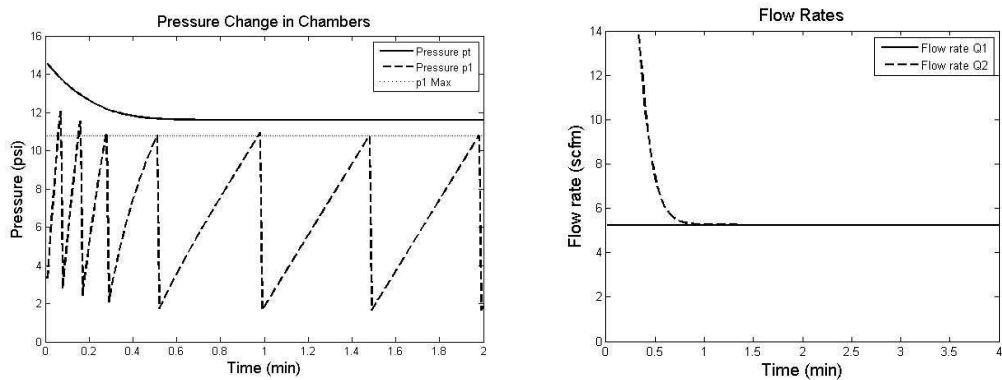 Pressure Change in Chambers
16
14
12
10
8
6
4
2
0
Pressure (psi)
Pressure pt
Pressure p1
p1 Max
0 0.2 0.4 0.6 0.8 1 1.2 1.4 1.6 1.8 2
Time (min)
Flow Rates
14
12
10
8
6
4
2
0
Flow rate (scfm)
Flow rate Q1
Flow rate Q2
0 0.5 1 1.5 2 2.5 3 3.5 4
Time (min)